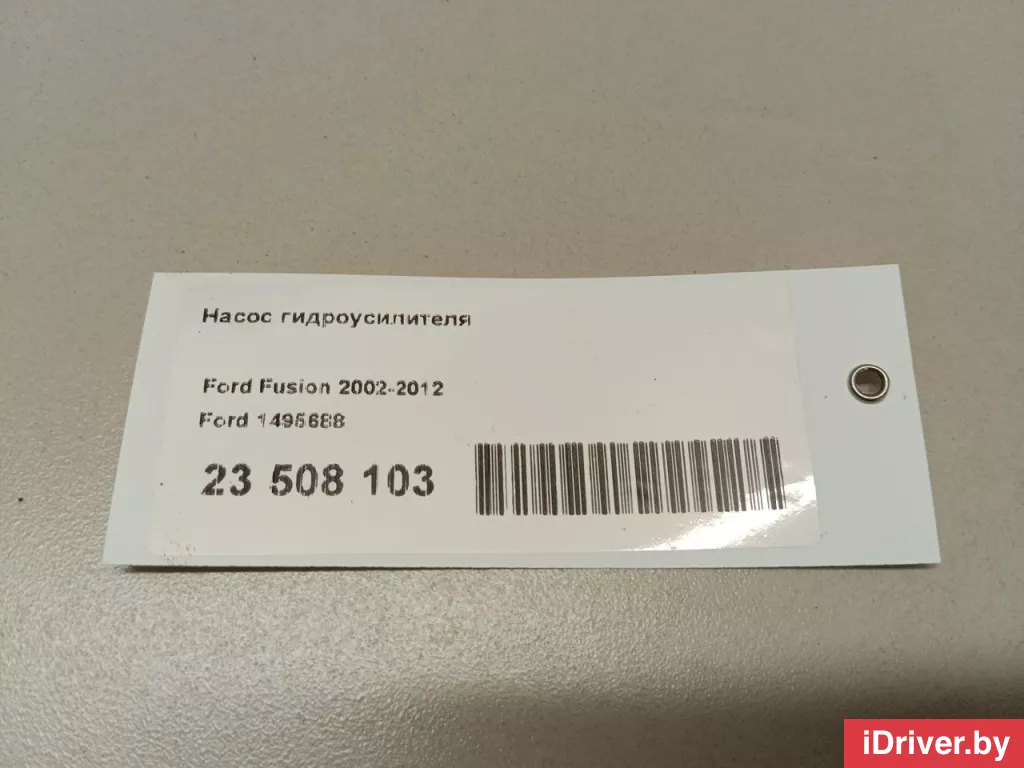 Насос гидроусилителя
Ford Fusion 2002-2012
Ford 1495688
23 508 103
iDriver.by